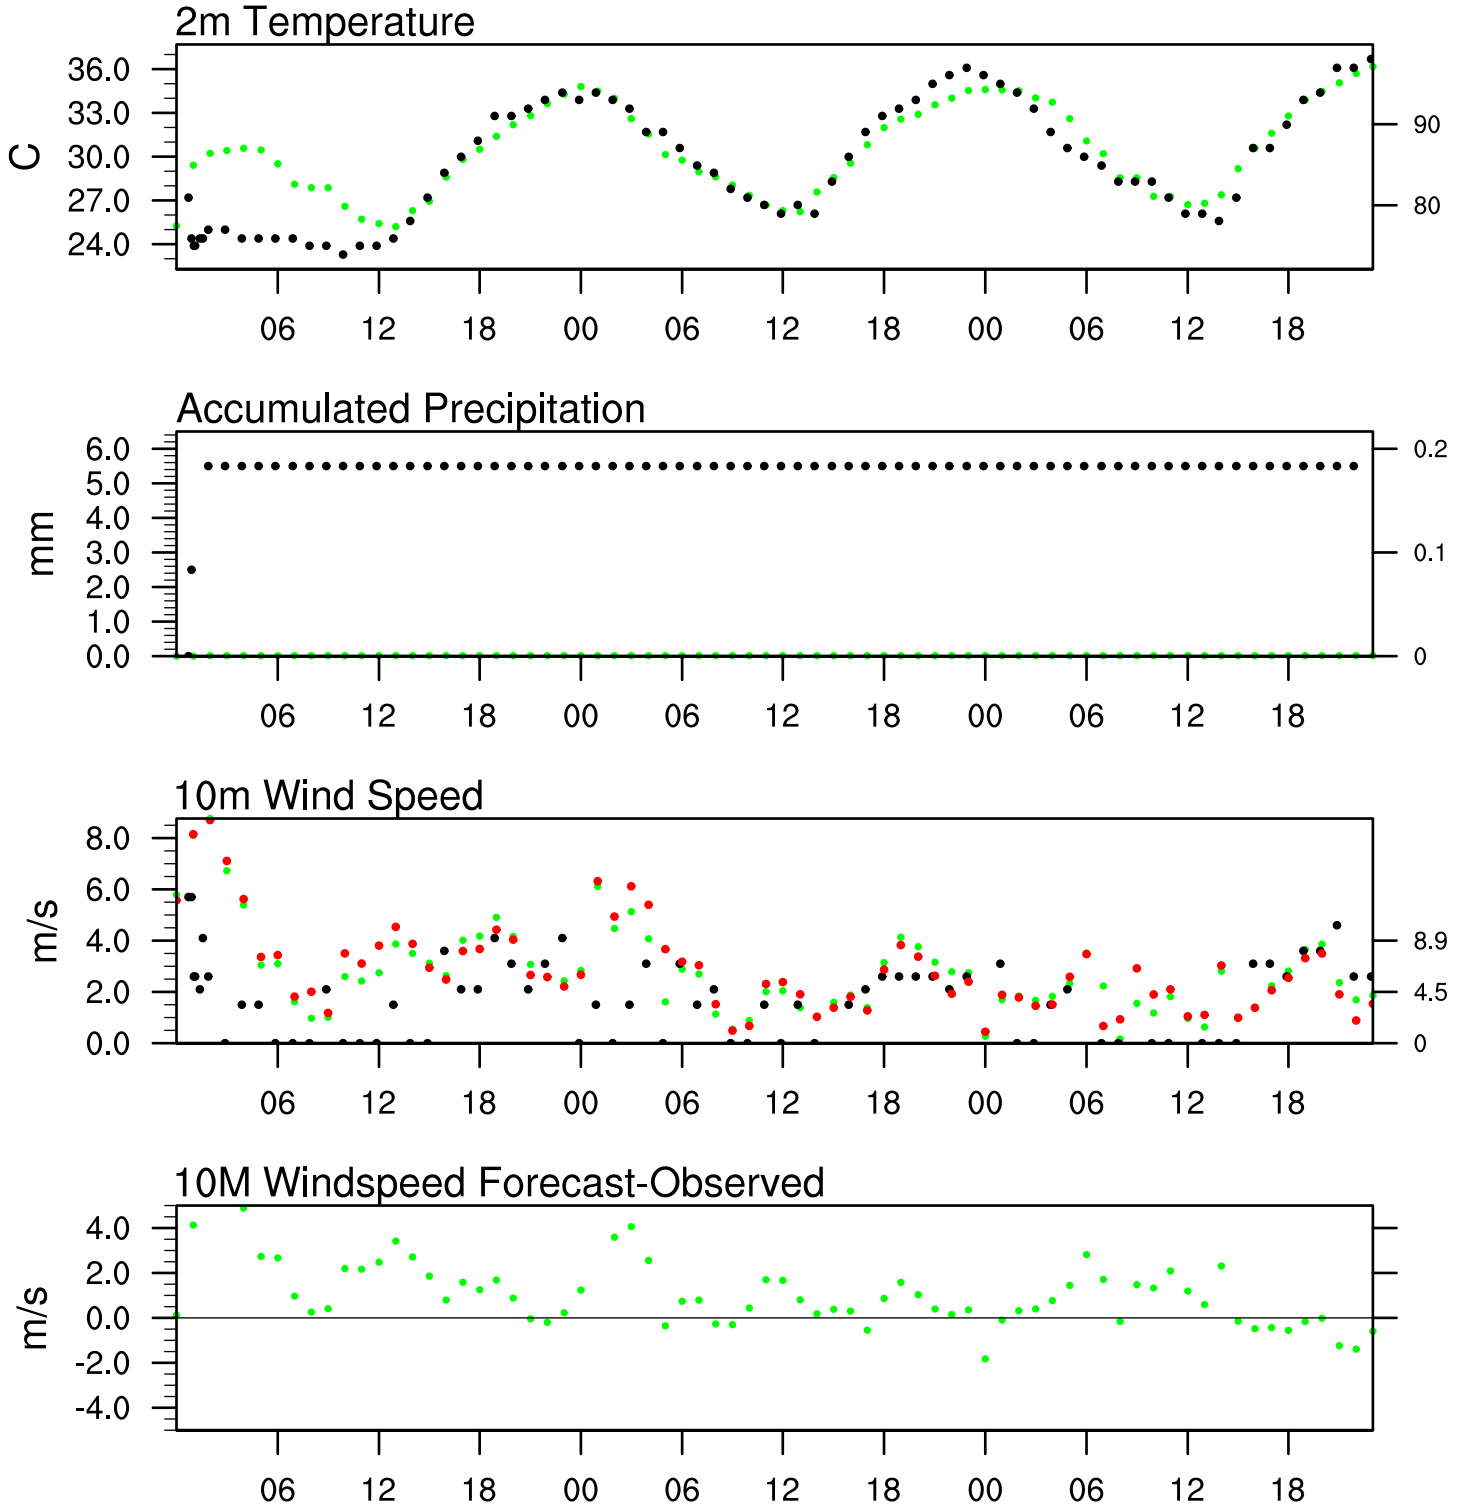 2m Temperature
36.0
33.0
30.0
27.0
24.0
C
90
80
06 12 18 00 06 12 18 00 06 12 18
Accumulated Precipitation
6.0
5.0
4.0
3.0
2.0
1.0
0.0
mm
0.2
0.1
0
06 12 18 00 06 12 18 00 06 12 18
10m Wind Speed
8.0
6.0
4.0
2.0
0.0
m/s
8.9
4.5
0
06 12 18 00 06 12 18 00 06 12 18
10M Windspeed Forecast-Observed
4.0
2.0
0.0
-2.0
-4.0
m/s
06 12 18 00 06 12 18 00 06 12 18